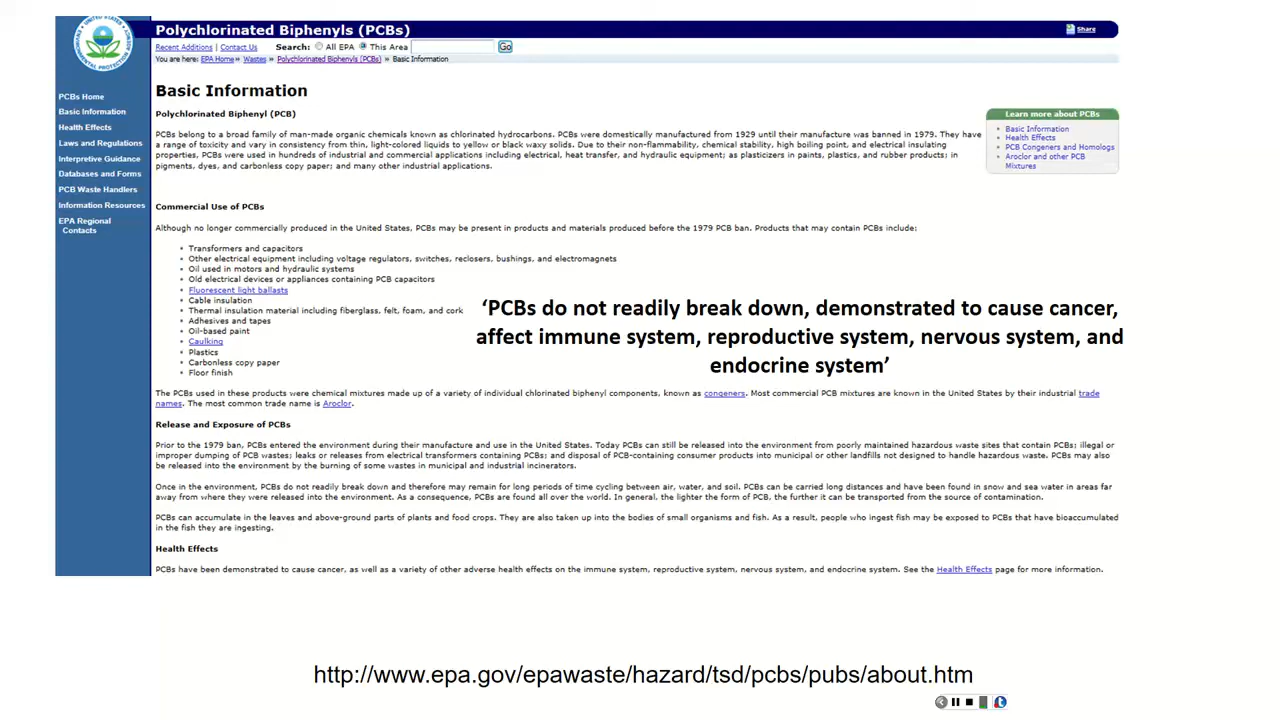 Polychlorinated Biphenyls (PCBs)
Share
Recent Additions | Contact Us Search: All EPA This Area Go
You are here: EPA Home » Wastes » Polychlorinated Biphenyls (PCBs) » Basic Information
PCBs Home
Basic Information
Health Effects
Laws and Regulations
Interpretive Guidance
Databases and Forms
PCB Waste Handlers
Information Resources
EPA Regional
Contacts
Basic Information
Polychlorinated Biphenyl (PCB)
PCBs belong to a broad family of man-made organic chemicals known as chlorinated hydrocarbons. PCBs were domestically manufactured from 1929 until their manufacture was banned in 1979. They have
a range of toxicity and vary in consistency from thin, light-colored liquids to yellow or black waxy solids. Due to their non-flammability, chemical stability, high boiling point, and electrical insulating
properties, PCBs were used in hundreds of industrial and commercial applications including electrical, heat transfer, and hydraulic equipment; as plasticizers in paints, plastics, and rubber products; in
pigments, dyes, and carbonless copy paper; and many other industrial applications.
Learn more about PCBs
• Basic Information
• Health Effects
• PCB Congeners and Homologs
• Aroclor and other PCB
Mixtures
Commercial Use of PCBs
Although no longer commercially produced in the United States, PCBs may be present in products and materials produced before the 1979 PCB ban. Products that may contain PCBs include:
• Transformers and capacitors
• Other electrical equipment including voltage regulators, switches, reclosers, bushings, and electromagnets
• Oil used in motors and hydraulic systems
• Old electrical devices or appliances containing PCB capacitors
• Fluorescent light ballasts
• Cable insulation
• Thermal insulation material including fiberglass, felt, foam, and cork
• Adhesives and tapes
• Oil-based paint
• Caulking
• Plastics
• Carbonless copy paper
• Floor finish
‘PCBs do not readily break down, demonstrated to cause cancer,
affect immune system, reproductive system, nervous system, and
endocrine system’
The PCBs used in these products were chemical mixtures made up of a variety of individual chlorinated biphenyl components, known as congeners. Most commercial PCB mixtures are known in the United States by their industrial trade
names. The most common trade name is Aroclor.
Release and Exposure of PCBs
Prior to the 1979 ban, PCBs entered the environment during their manufacture and use in the United States. Today PCBs can still be released into the environment from poorly maintained hazardous waste sites that contain PCBs; illegal or
improper dumping of PCB wastes; leaks or releases from electrical transformers containing PCBs; and disposal of PCB-containing consumer products into municipal or other landfills not designed to handle hazardous waste. PCBs may also
be released into the environment by the burning of some wastes in municipal and industrial incinerators.
Once in the environment, PCBs do not readily break down and therefore may remain for long periods of time cycling between air, water, and soil. PCBs can be carried long distances and have been found in snow and sea water in areas far
away from where they were released into the environment. As a consequence, PCBs are found all over the world. In general, the lighter the form of PCB, the further it can be transported from the source of contamination.
PCBs can accumulate in the leaves and above-ground parts of plants and food crops. They are also taken up into the bodies of small organisms and fish. As a result, people who ingest fish may be exposed to PCBs that have bioaccumulated
in the fish they are ingesting.
Health Effects
PCBs have been demonstrated to cause cancer, as well as a variety of other adverse health effects on the immune system, reproductive system, nervous system, and endocrine system. See the Health Effects page for more information.
http://www.epa.gov/epawaste/hazard/tsd/pcbs/pubs/about.htm